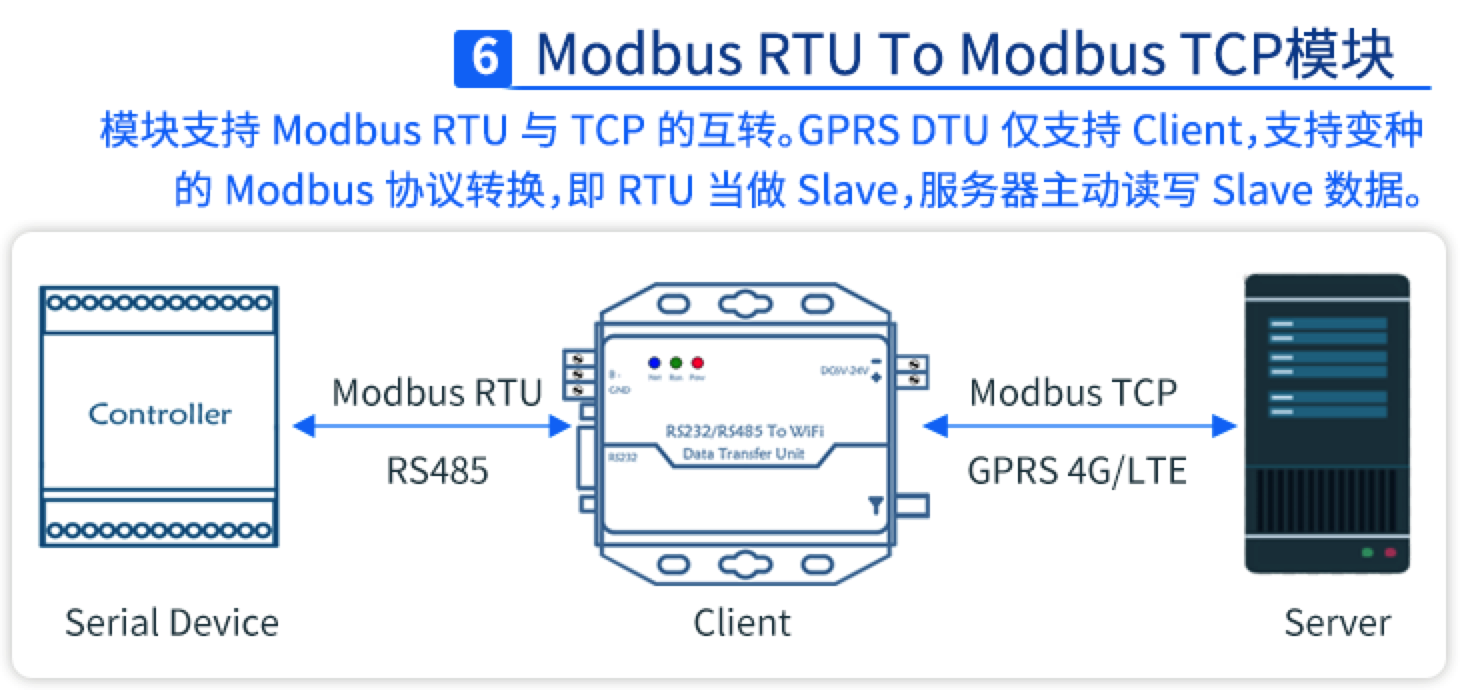 6 Modbus RTU To Modbus TCP模块
模块支持 Modbus RTU 与 TCP 的互转。GPRS DTU 仅支持 Client，支持变种
的 Modbus 协议转换，即 RTU 当做 Slave，服务器主动读写 Slave 数据。
Controller
Serial Device
Modbus RTU
RS485
Net Run Pow
GND
RS232
RS232/RS485 To WiFi
Data Transfer Unit
Client
Modbus TCP
GPRS 4G/LTE
Server